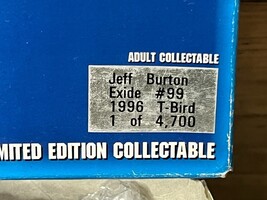 ADULT COLLECTABLE
Jeff Burton
Exide #99
1996 T-Bird
1 of 4,700
MITED EDITION COLLECTABLE